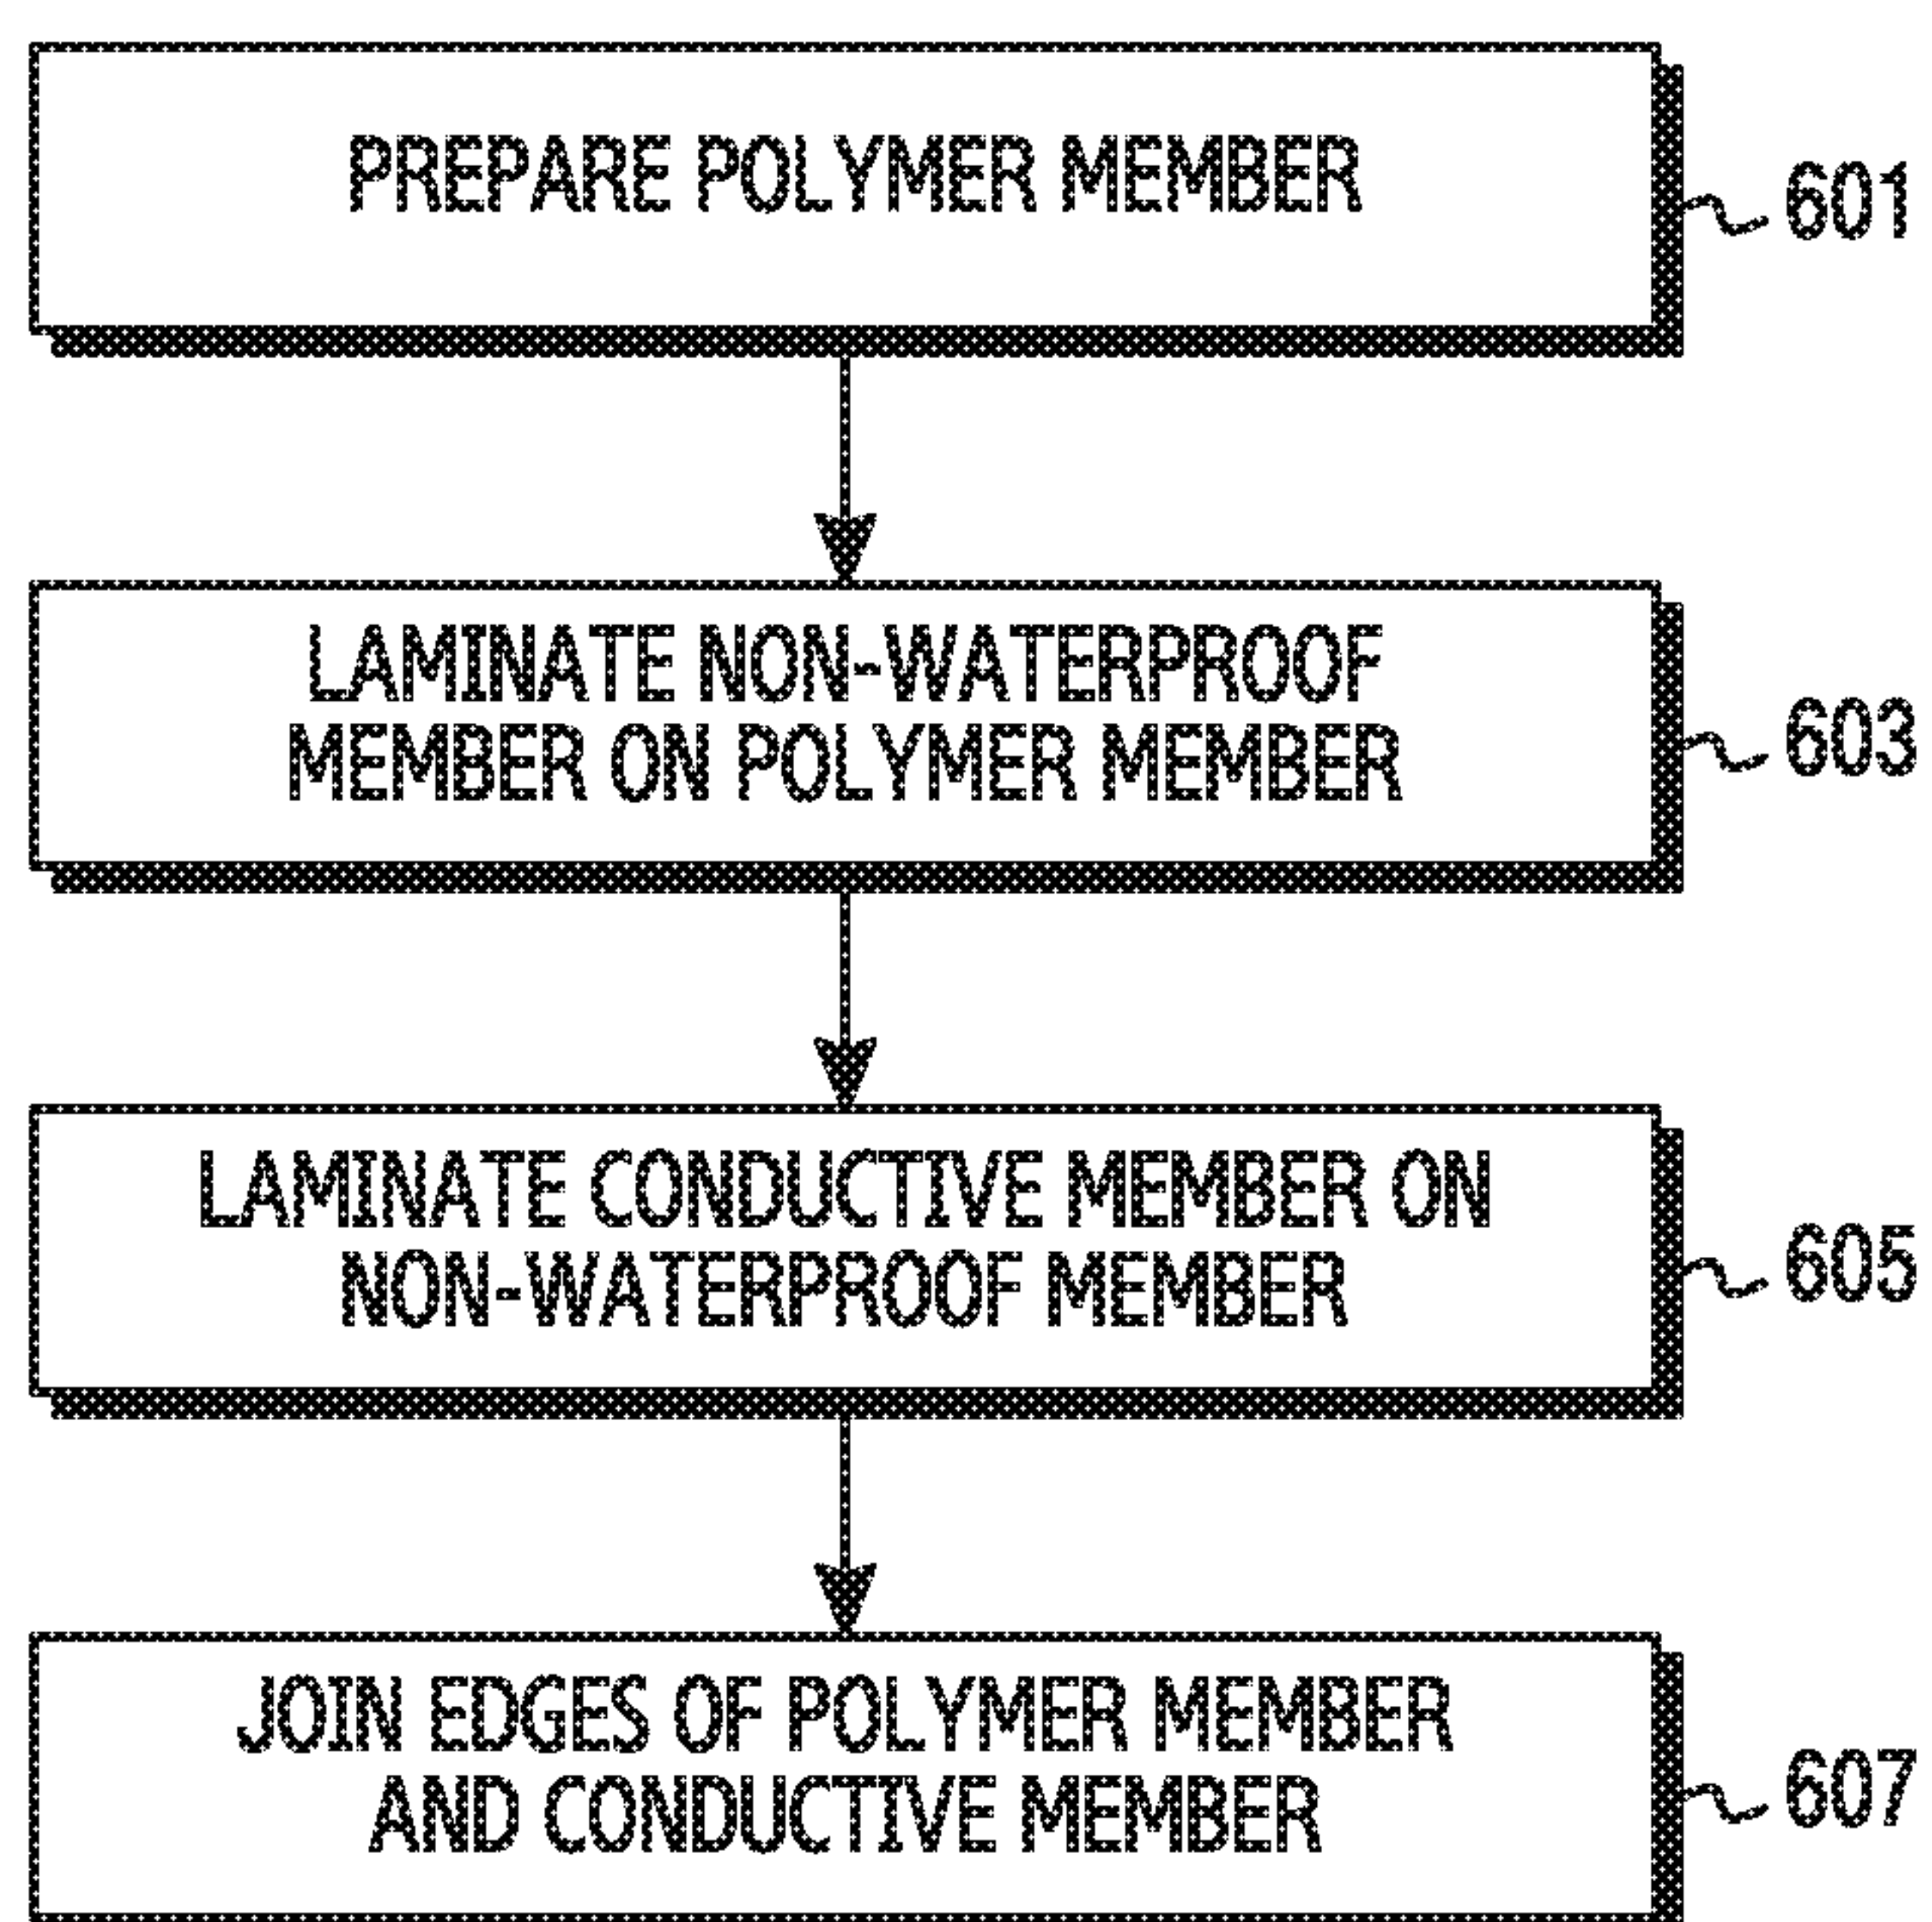 PREPARE POLYMER MEMBER
601
LAMINATE NON-WATERPROOF
MEMBER ON POLYMER MEMBER
603
LAMINATE CONDUCTIVE MEMBER ON
NON-WATERPROOF MEMBER
605
JOIN EDGES OF POLYMER MEMBER
AND CONDUCTIVE MEMBER
607